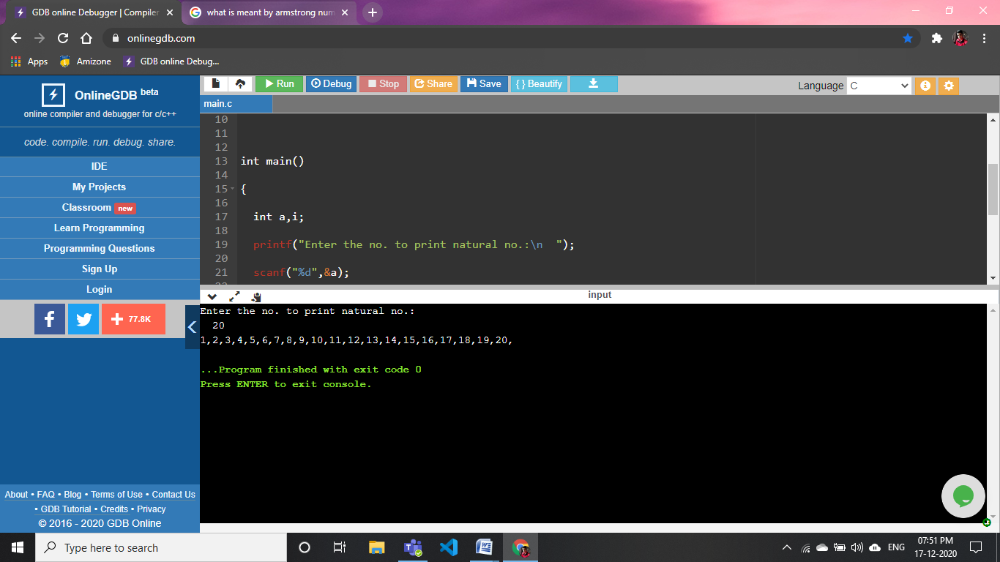 GDB online Debugger | Compiler
what is meant by armstrong num
onlinegdb.com
Apps Amizone GDB online Debug...
OnlineGDB beta
online compiler and debugger for c/c++
code. compile. run. debug. share.
IDE
My Projects
Classroom new
Learn Programming
Programming Questions
Sign Up
Login
77.8K
About • FAQ • Blog • Terms of Use • Contact Us
• GDB Tutorial • Credits • Privacy
© 2016 - 2020 GDB Online
Run Debug Stop Share Save { } Beautify
Language C
main.c
10
11
12
13 int main()
14
15 {
16
17 int a,i;
18
19 printf("Enter the no. to print natural no.:\n  ");
20
21 scanf("%d",&a);
input
Enter the no. to print natural no.:
20
1,2,3,4,5,6,7,8,9,10,11,12,13,14,15,16,17,18,19,20,
...Program finished with exit code 0
Press ENTER to exit console.
Type here to search
ENG
07:51 PM
17-12-2020